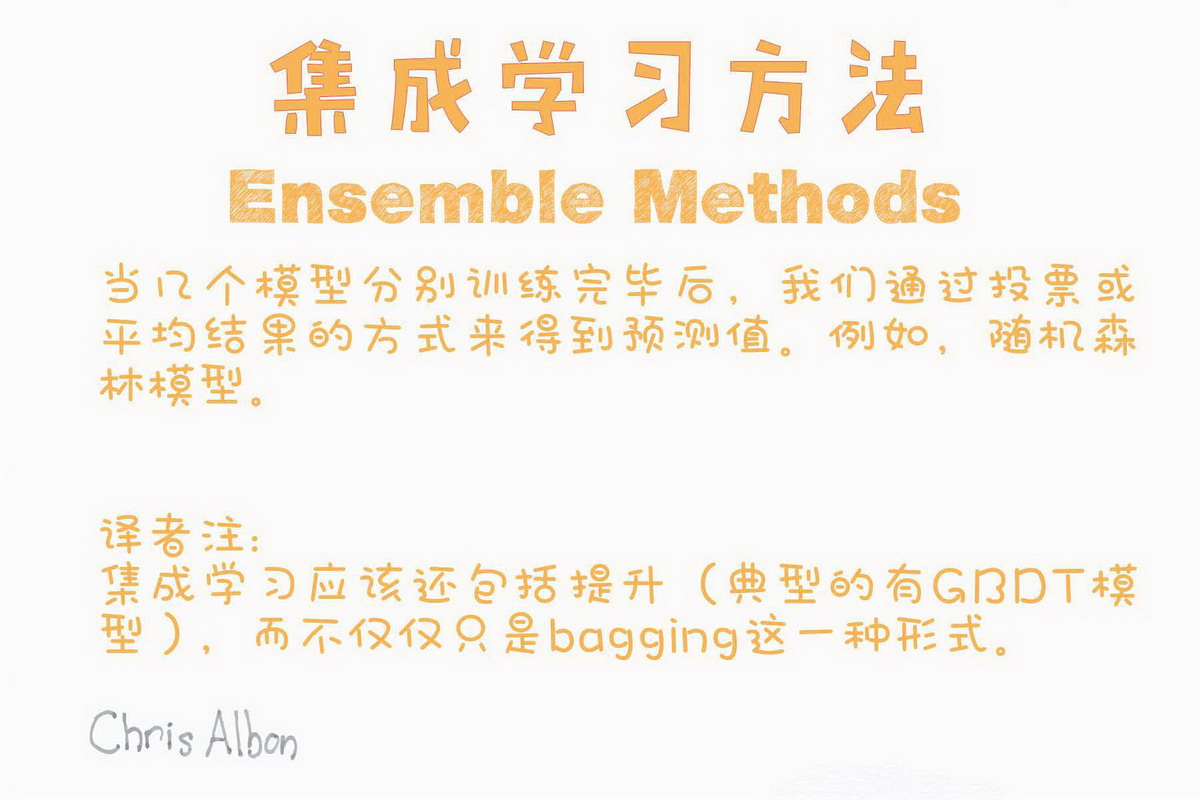 集成学习方法
Ensemble Methods
当几个模型分别训练完毕后，我们通过投票或
平均结果的方式来得到预测值。例如，随机森
林模型。
译者注：
集成学习应该还包括提升（典型的有GBDT模
型），而不仅仅只是bagging这一种形式。
Chris Albon